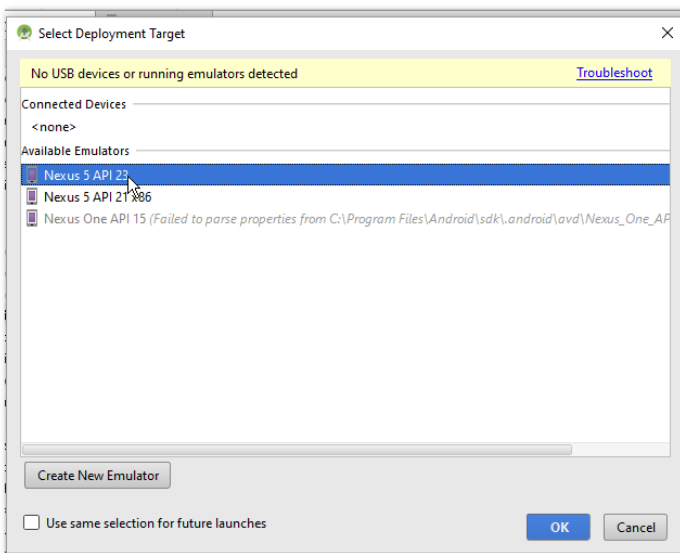 Select Deployment Target
No USB devices or running emulators detected Troubleshoot
Connected Devices
<none>
Available Emulators
Nexus 5 API 23
Nexus 5 API 21 x86
Nexus One API 15 (Failed to parse properties from C:\Program Files\Android\sdk\.android\avd\Nexus_One_AP
Create New Emulator
Use same selection for future launches
OK Cancel